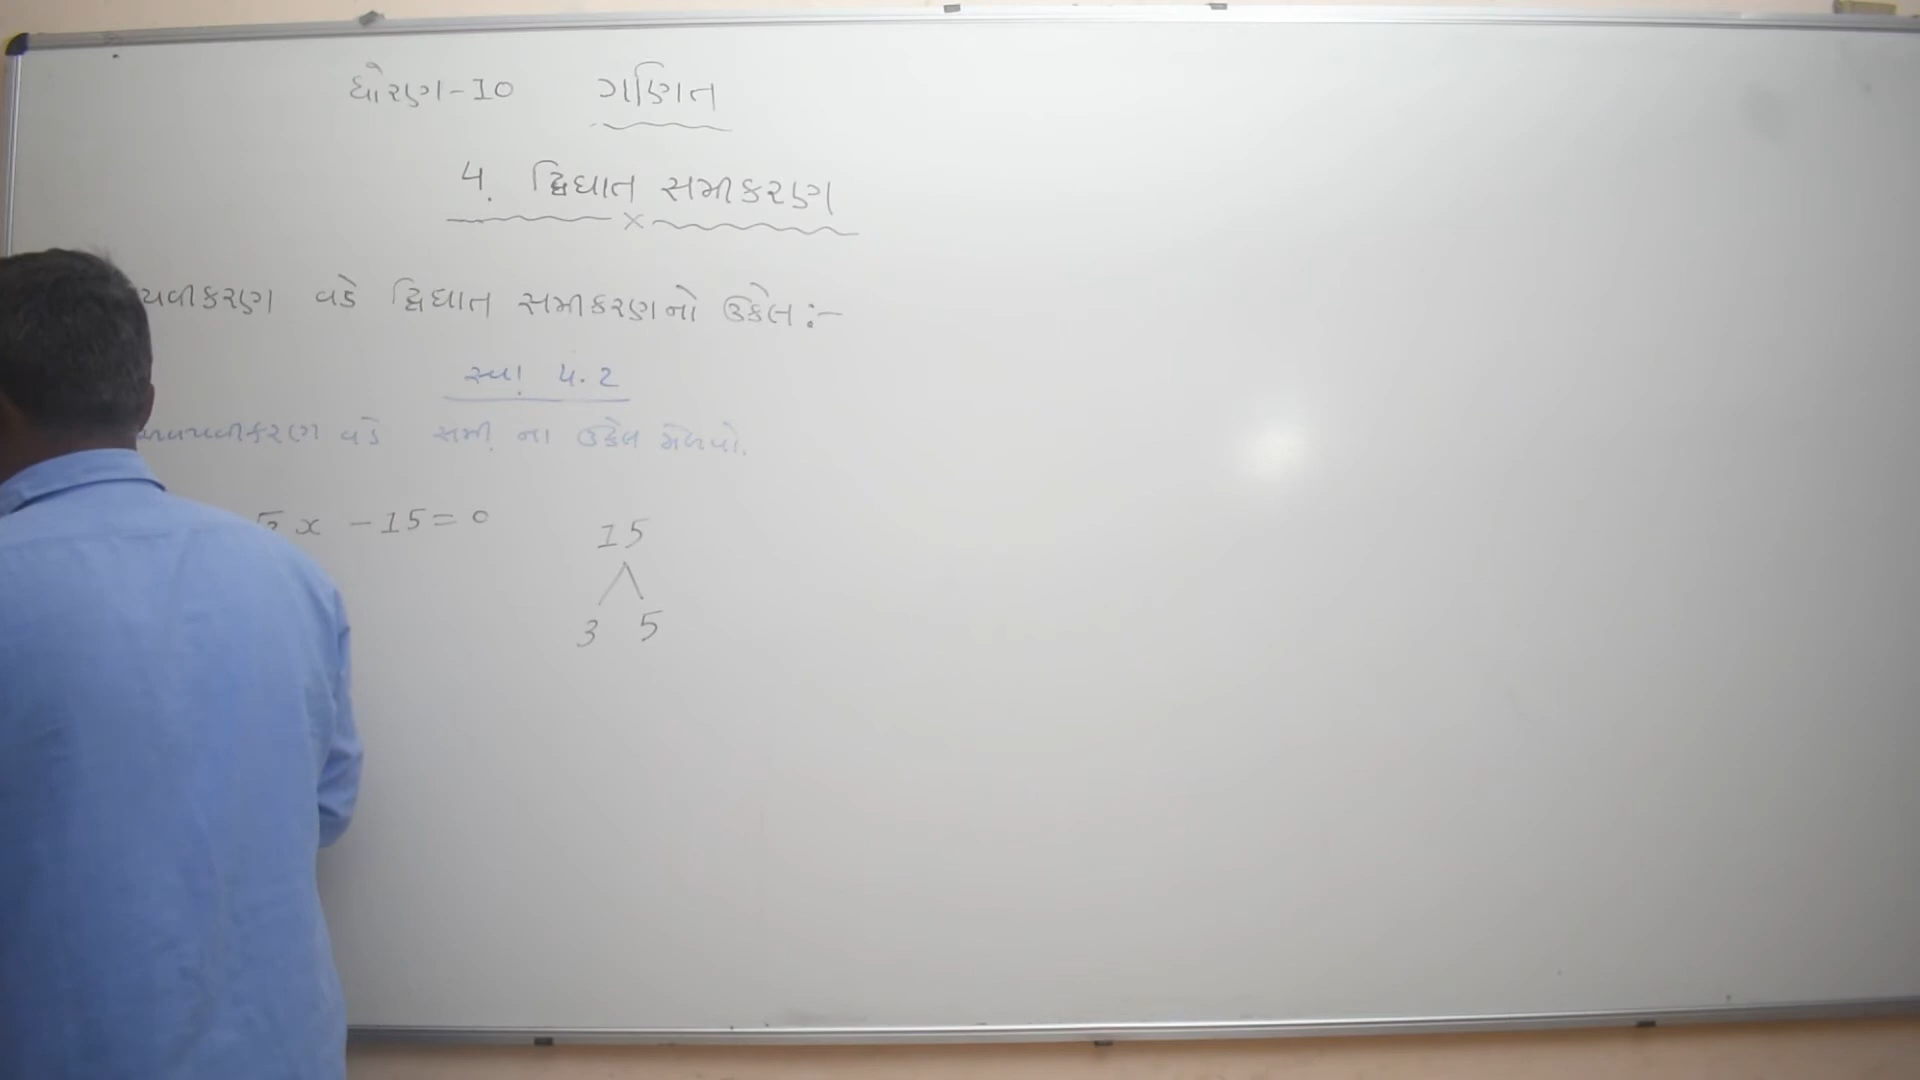 ધોરણ-10 ગણિત
4. દ્વિઘાત સમીકરણ
યવીકરણ વડે દ્વિઘાત સમીકરણનો ઉકેલ :-
સ્વા. 4.2
અવયવીકરણ વડે સમી. ના ઉકેલ મેળવો.
x - 15 = 0
15
3 5